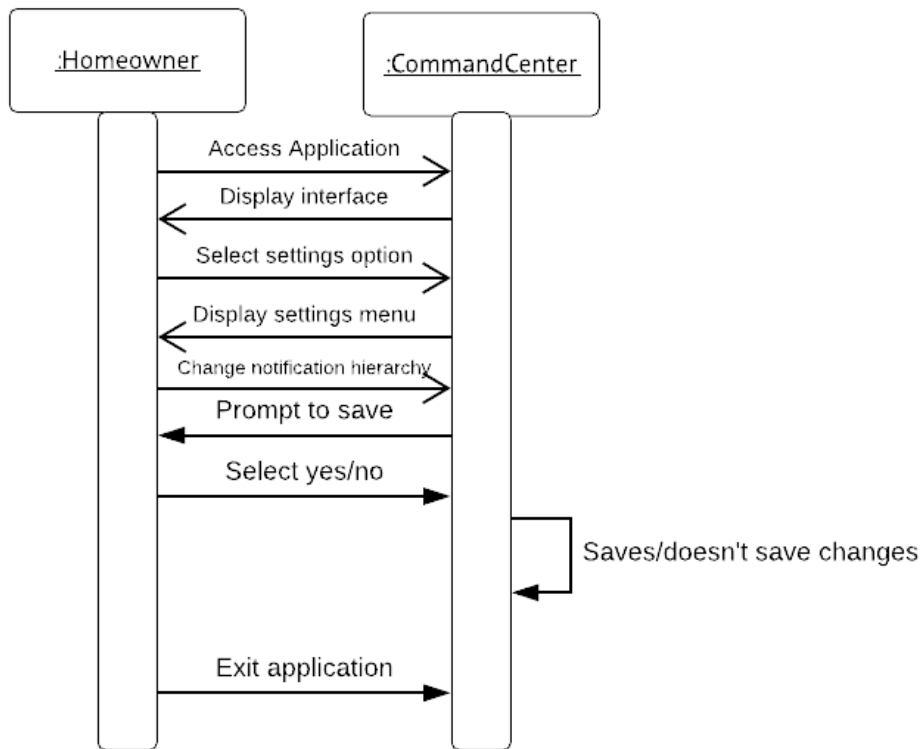 :Homeowner
:CommandCenter
Access Application
Display interface
Select settings option
Display settings menu
Change notification hierarchy
Prompt to save
Select yes/no
Saves/doesn't save changes
Exit application